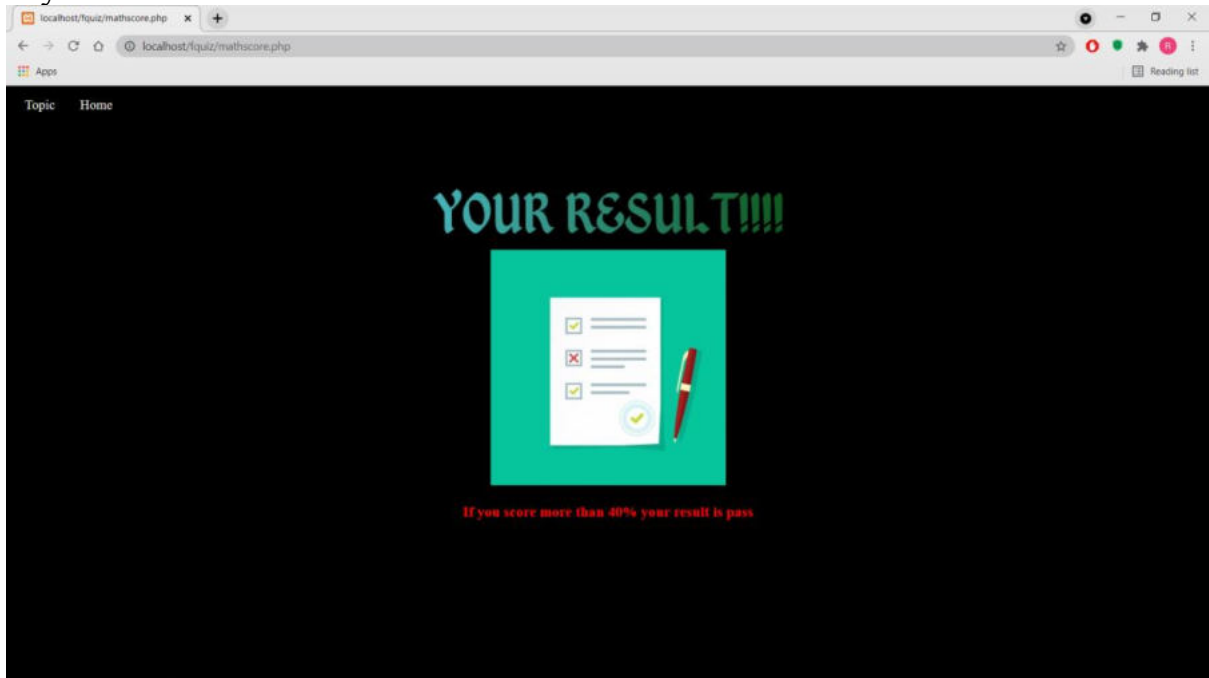 localhost/fquiz/mathscore.php
localhost/fquiz/mathscore.php
Apps
Reading list
Topic Home
YOUR RESULT!!!!
If you score more than 40% your result is pass